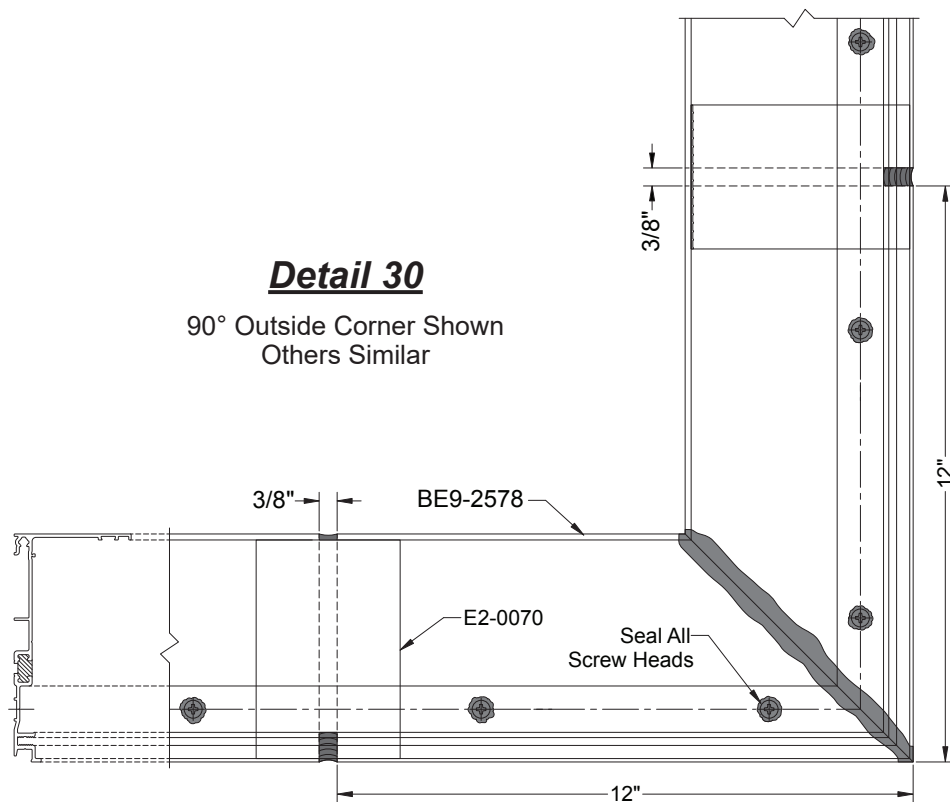 3/8"
Detail 30
90° Outside Corner Shown
Others Similar
12"
3/8"
BE9-2578
E2-0070
Seal All
Screw Heads
12"